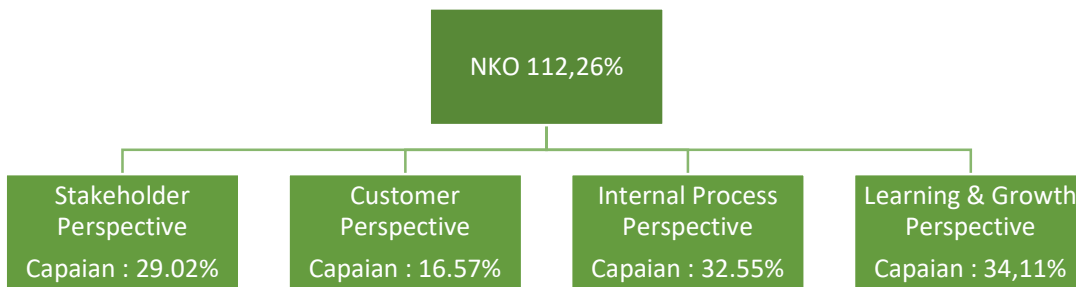 NKO 112,26%
Stakeholder
Perspective
Capaian : 29.02%
Customer
Perspective
Capaian : 16.57%
Internal Process
Perspective
Capaian : 32.55%
Learning & Growth
Perspective
Capaian : 34,11%